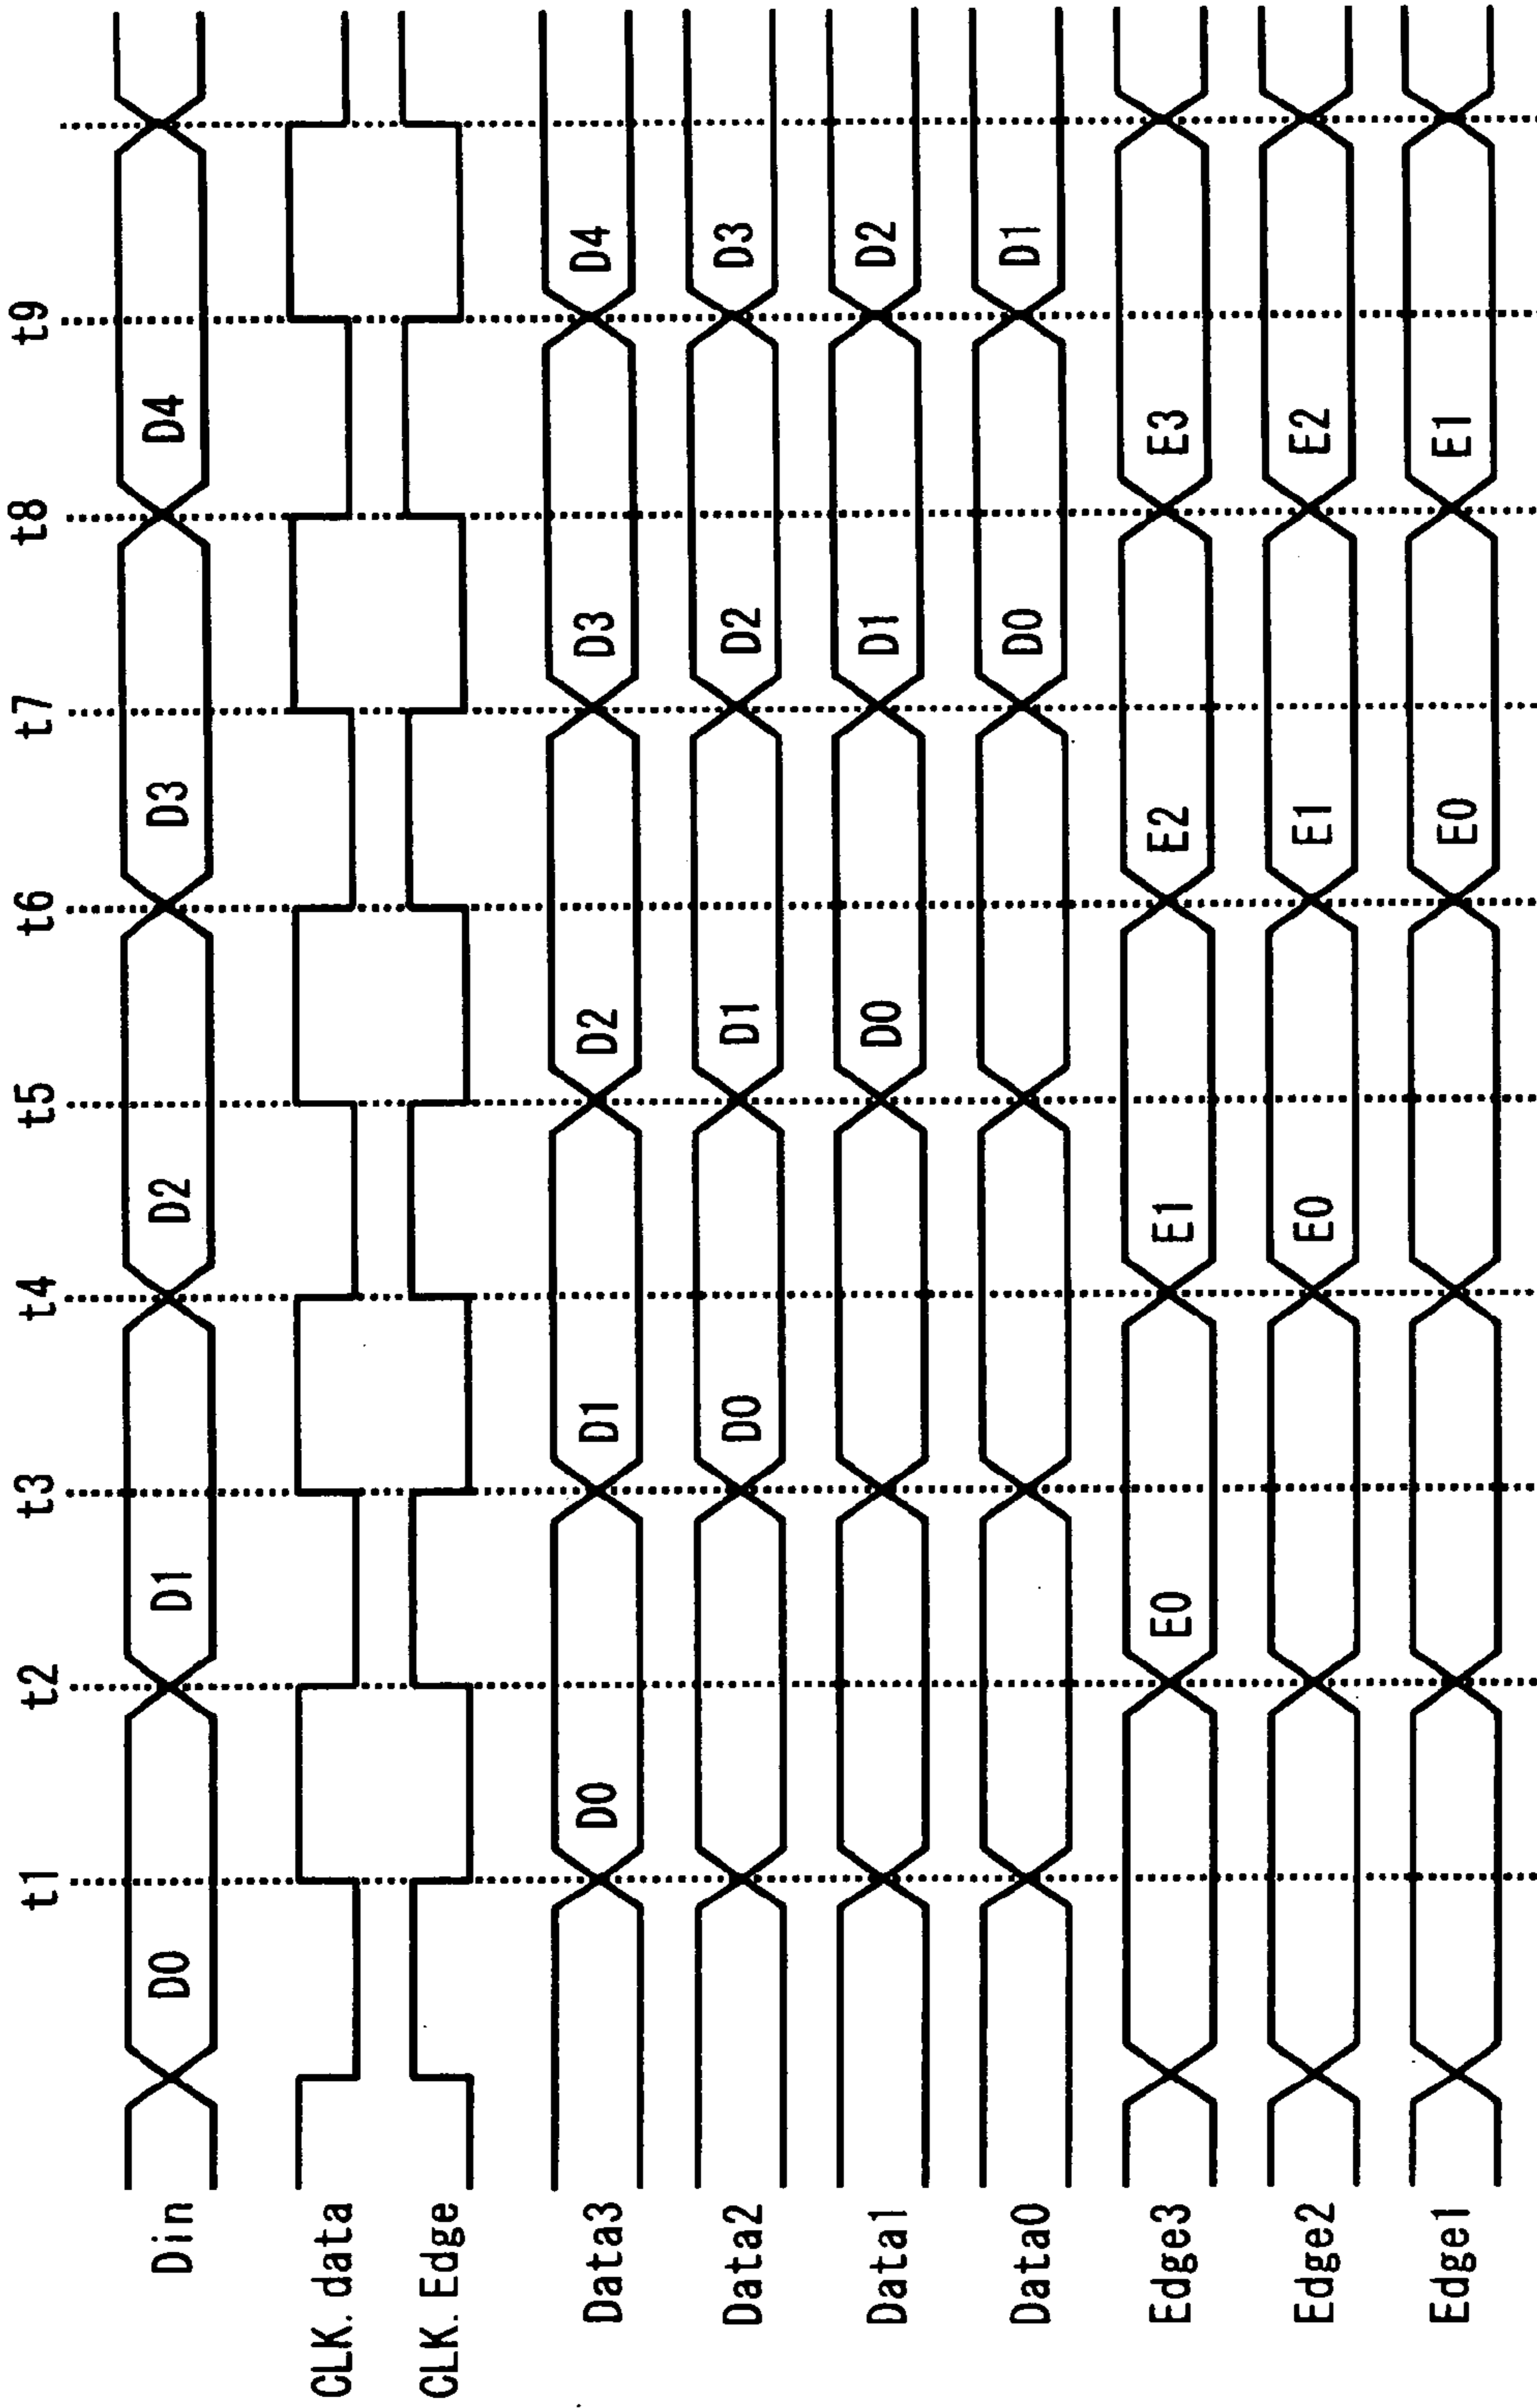 t1 t2 t3 t4 t5 t6 t7 t8 t9
Din D0 D1 D2 D3 D4
CLK. data
CLK. Edge
Data3 D0 D1 D2 D3 D4
Data2 D0 D1 D2 D3
Data1 D0 D1 D2
Data0 D0 D1
Edge3 E0 E1 E2 E3
Edge2 E0 E1 E2
Edge1 E0 E1